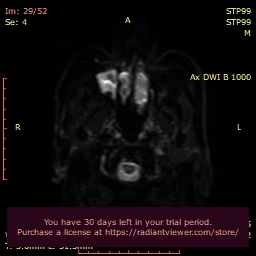 Im: 29/52
Se: 4
A
STP99
STP99
M
Ax DWI B 1000
R
L
You have 30 days left in your trial period.
Purchase a license at https://radiantviewer.com/store/